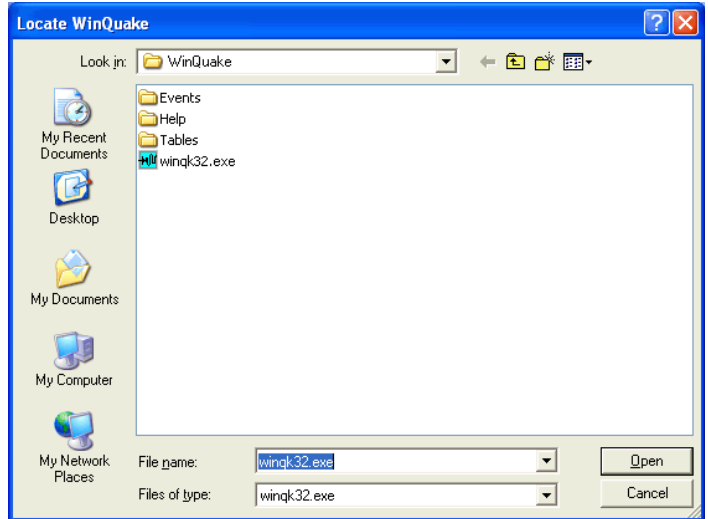 Locate WinQuake
Look in:
WinQuake
My Recent
Documents
Desktop
My Documents
My Computer
My Network
Places
Events
Help
Tables
winqk32.exe
File name:
winqk32.exe
Open
Files of type:
winqk32.exe
Cancel